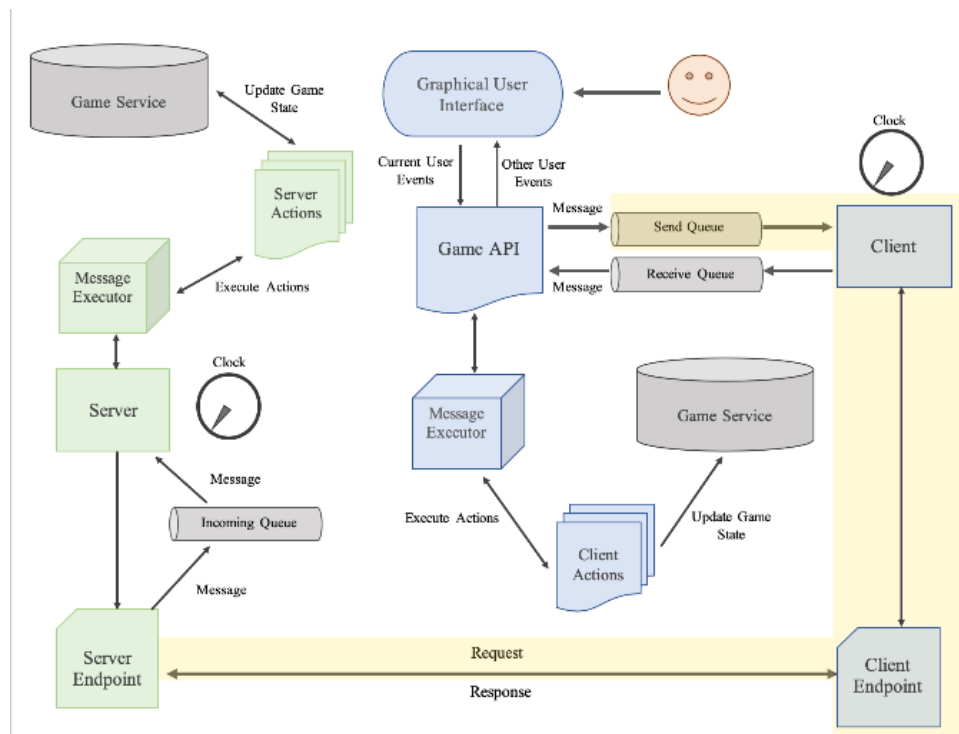 Game Service
Update Game
State
Server
Actions
Message
Executor
Execute Actions
Server
Clock
Message
Incoming Queue
Message
Server
Endpoint
Graphical User
Interface
Current User
Events
Other User
Events
Game API
Message
Send Queue
Receive Queue
Message
Clock
Client
Message
Executor
Game Service
Execute Actions
Update Game
State
Client
Actions
Request
Response
Client
Endpoint